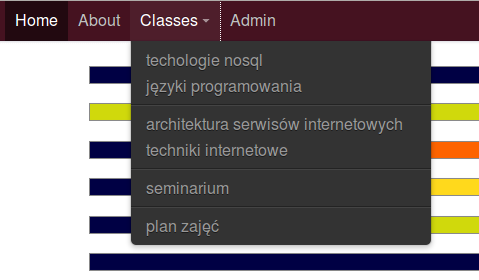 Home About Classes Admin
techologie nosql
języki programowania
architektura serwisów internetowych
techniki internetowe
seminarium
plan zajęć